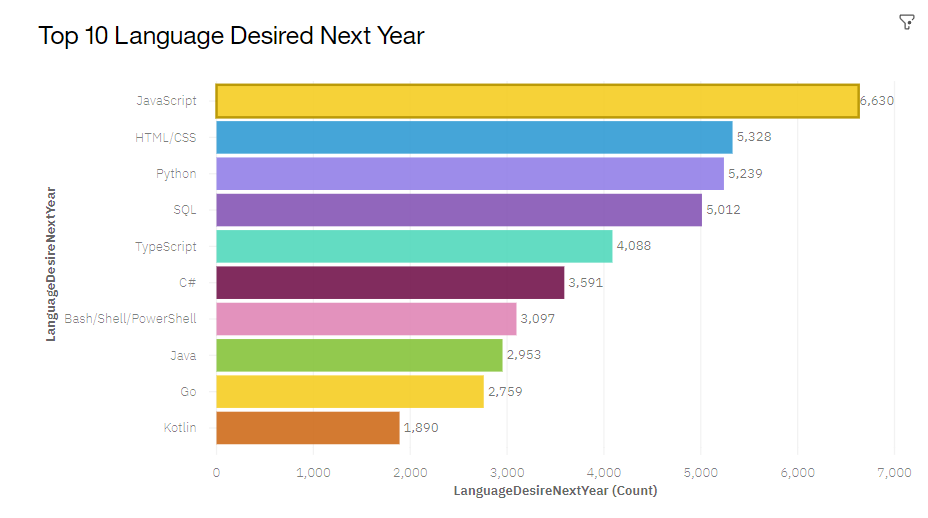 Top 10 Language Desired Next Year
LanguageDesireNextYear
JavaScript 6,630
HTML/CSS 5,328
Python 5,239
SQL 5,012
TypeScript 4,088
C# 3,591
Bash/Shell/PowerShell 3,097
Java 2,953
Go 2,759
Kotlin 1,890
0 1,000 2,000 3,000 4,000 5,000 6,000 7,000
LanguageDesireNextYear (Count)